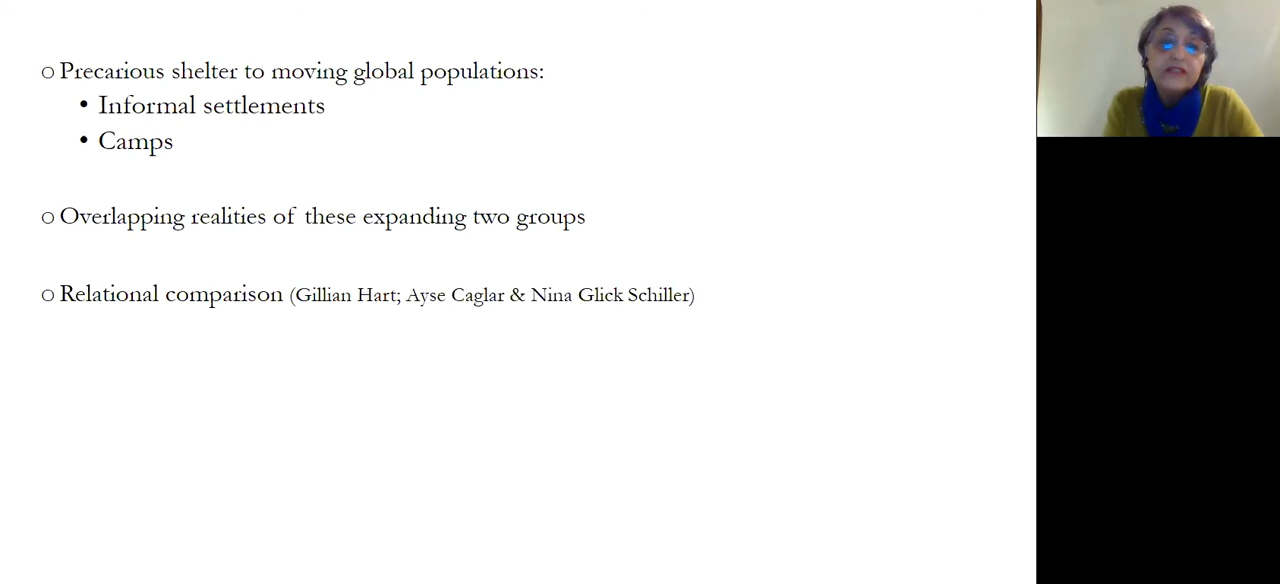 ○ Precarious shelter to moving global populations:
• Informal settlements
• Camps
○ Overlapping realities of these expanding two groups
○ Relational comparison (Gillian Hart; Ayse Caglar & Nina Glick Schiller)